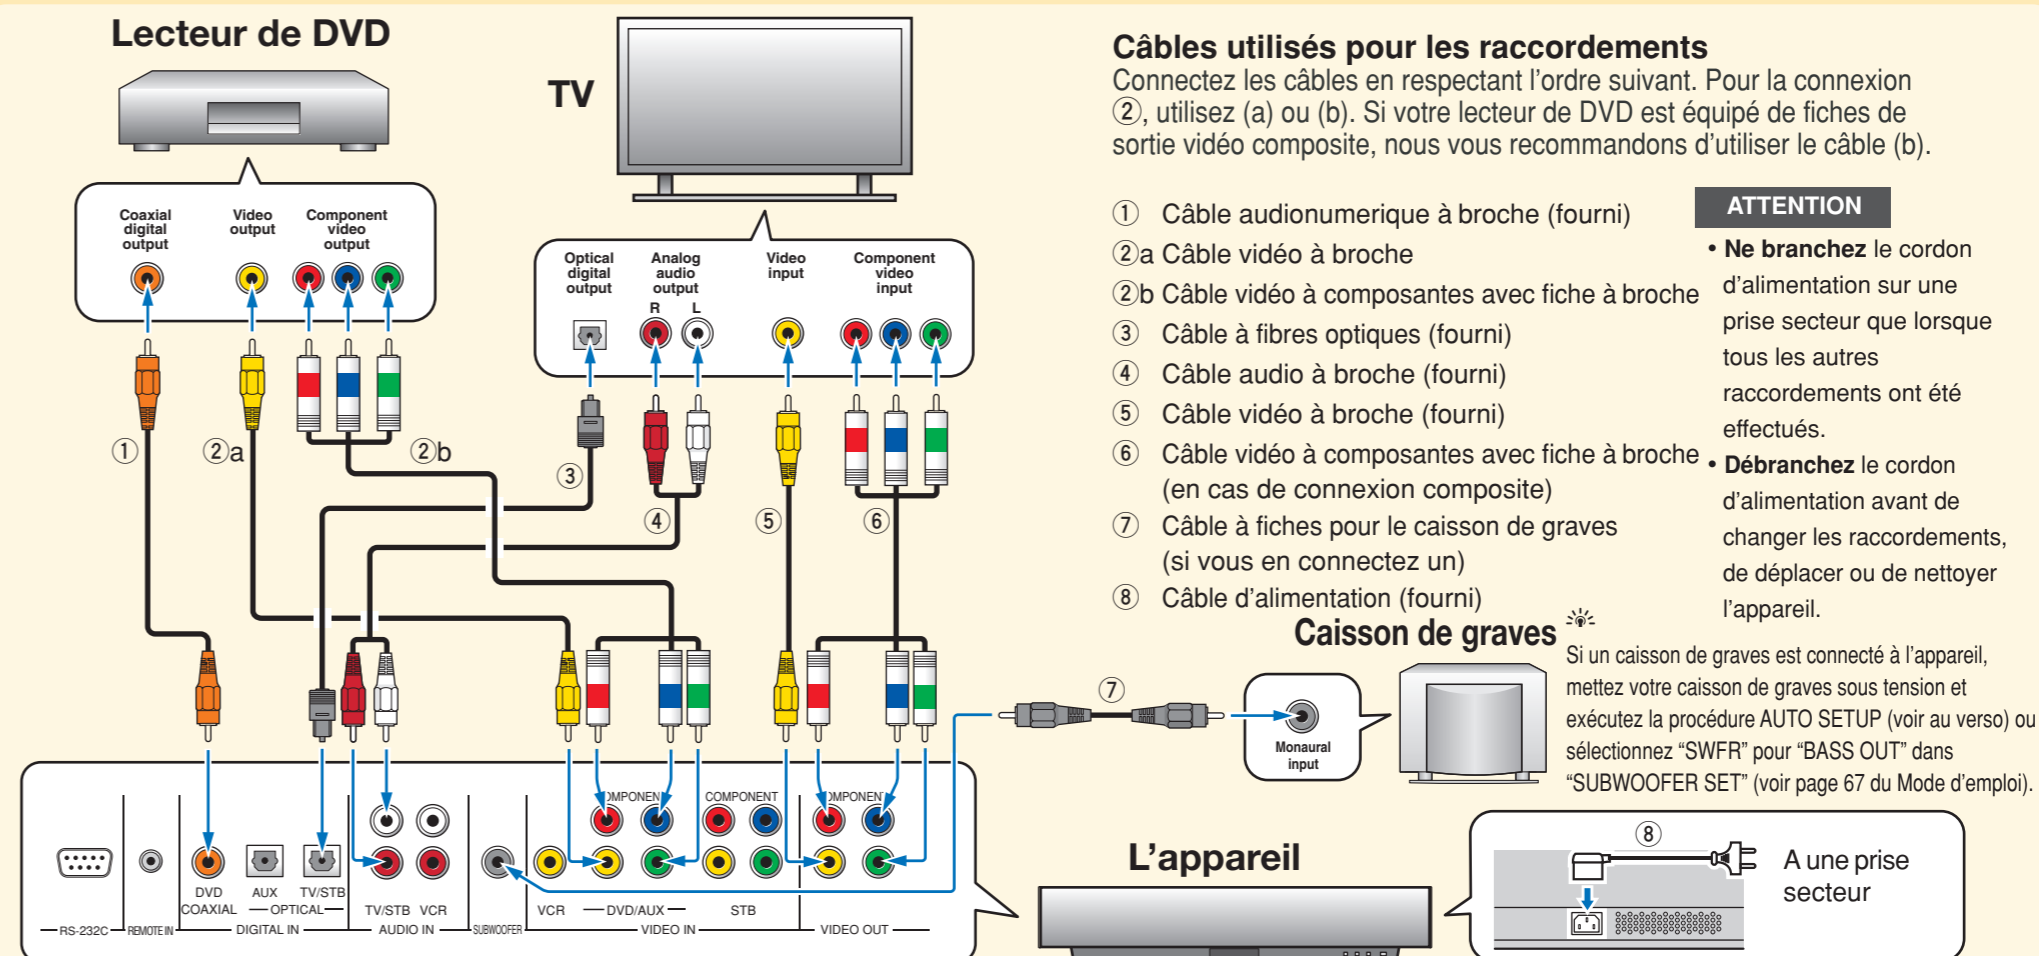 Lecteur de DVD
TV
Coaxial
digital
output
Video
output
Component
video
output
Optical
digital
output
Analog
audio
output
R L
Video
input
Component
video
input
① ②a ②b ③ ④ ⑤ ⑥
Câbles utilisés pour les raccordements
Connectez les câbles en respectant l’ordre suivant. Pour la connexion
②, utilisez (a) ou (b). Si votre lecteur de DVD est équipé de fiches de
sortie vidéo composite, nous vous recommandons d’utiliser le câble (b).
① Câble audionumerique à broche (fourni)
②a Câble vidéo à broche
②b Câble vidéo à composantes avec fiche à broche
③ Câble à fibres optiques (fourni)
④ Câble audio à broche (fourni)
⑤ Câble vidéo à broche (fourni)
⑥ Câble vidéo à composantes avec fiche à broche
(en cas de connexion composite)
⑦ Câble à fiches pour le caisson de graves
(si vous en connectez un)
⑧ Câble d’alimentation (fourni)
ATTENTION
• Ne branchez le cordon
d’alimentation sur une
prise secteur que lorsque
tous les autres
raccordements ont été
effectués.
• Débranchez le cordon
d’alimentation avant de
changer les raccordements,
de déplacer ou de nettoyer
l’appareil.
Caisson de graves
⑦
Monaural
input
Si un caisson de graves est connecté à l’appareil,
mettez votre caisson de graves sous tension et
exécutez la procédure AUTO SETUP (voir au verso) ou
sélectionnez “SWFR” pour “BASS OUT” dans
“SUBWOOFER SET” (voir page 67 du Mode d’emploi).
COMPONENT COMPONENT COMPONENT
DVD AUX TV/STB
COAXIAL OPTICAL TV/STB VCR VCR DVD/AUX STB
RS-232C REMOTE IN DIGITAL IN AUDIO IN SUBWOOFER VIDEO IN VIDEO OUT
L’appareil
⑧
A une prise
secteur